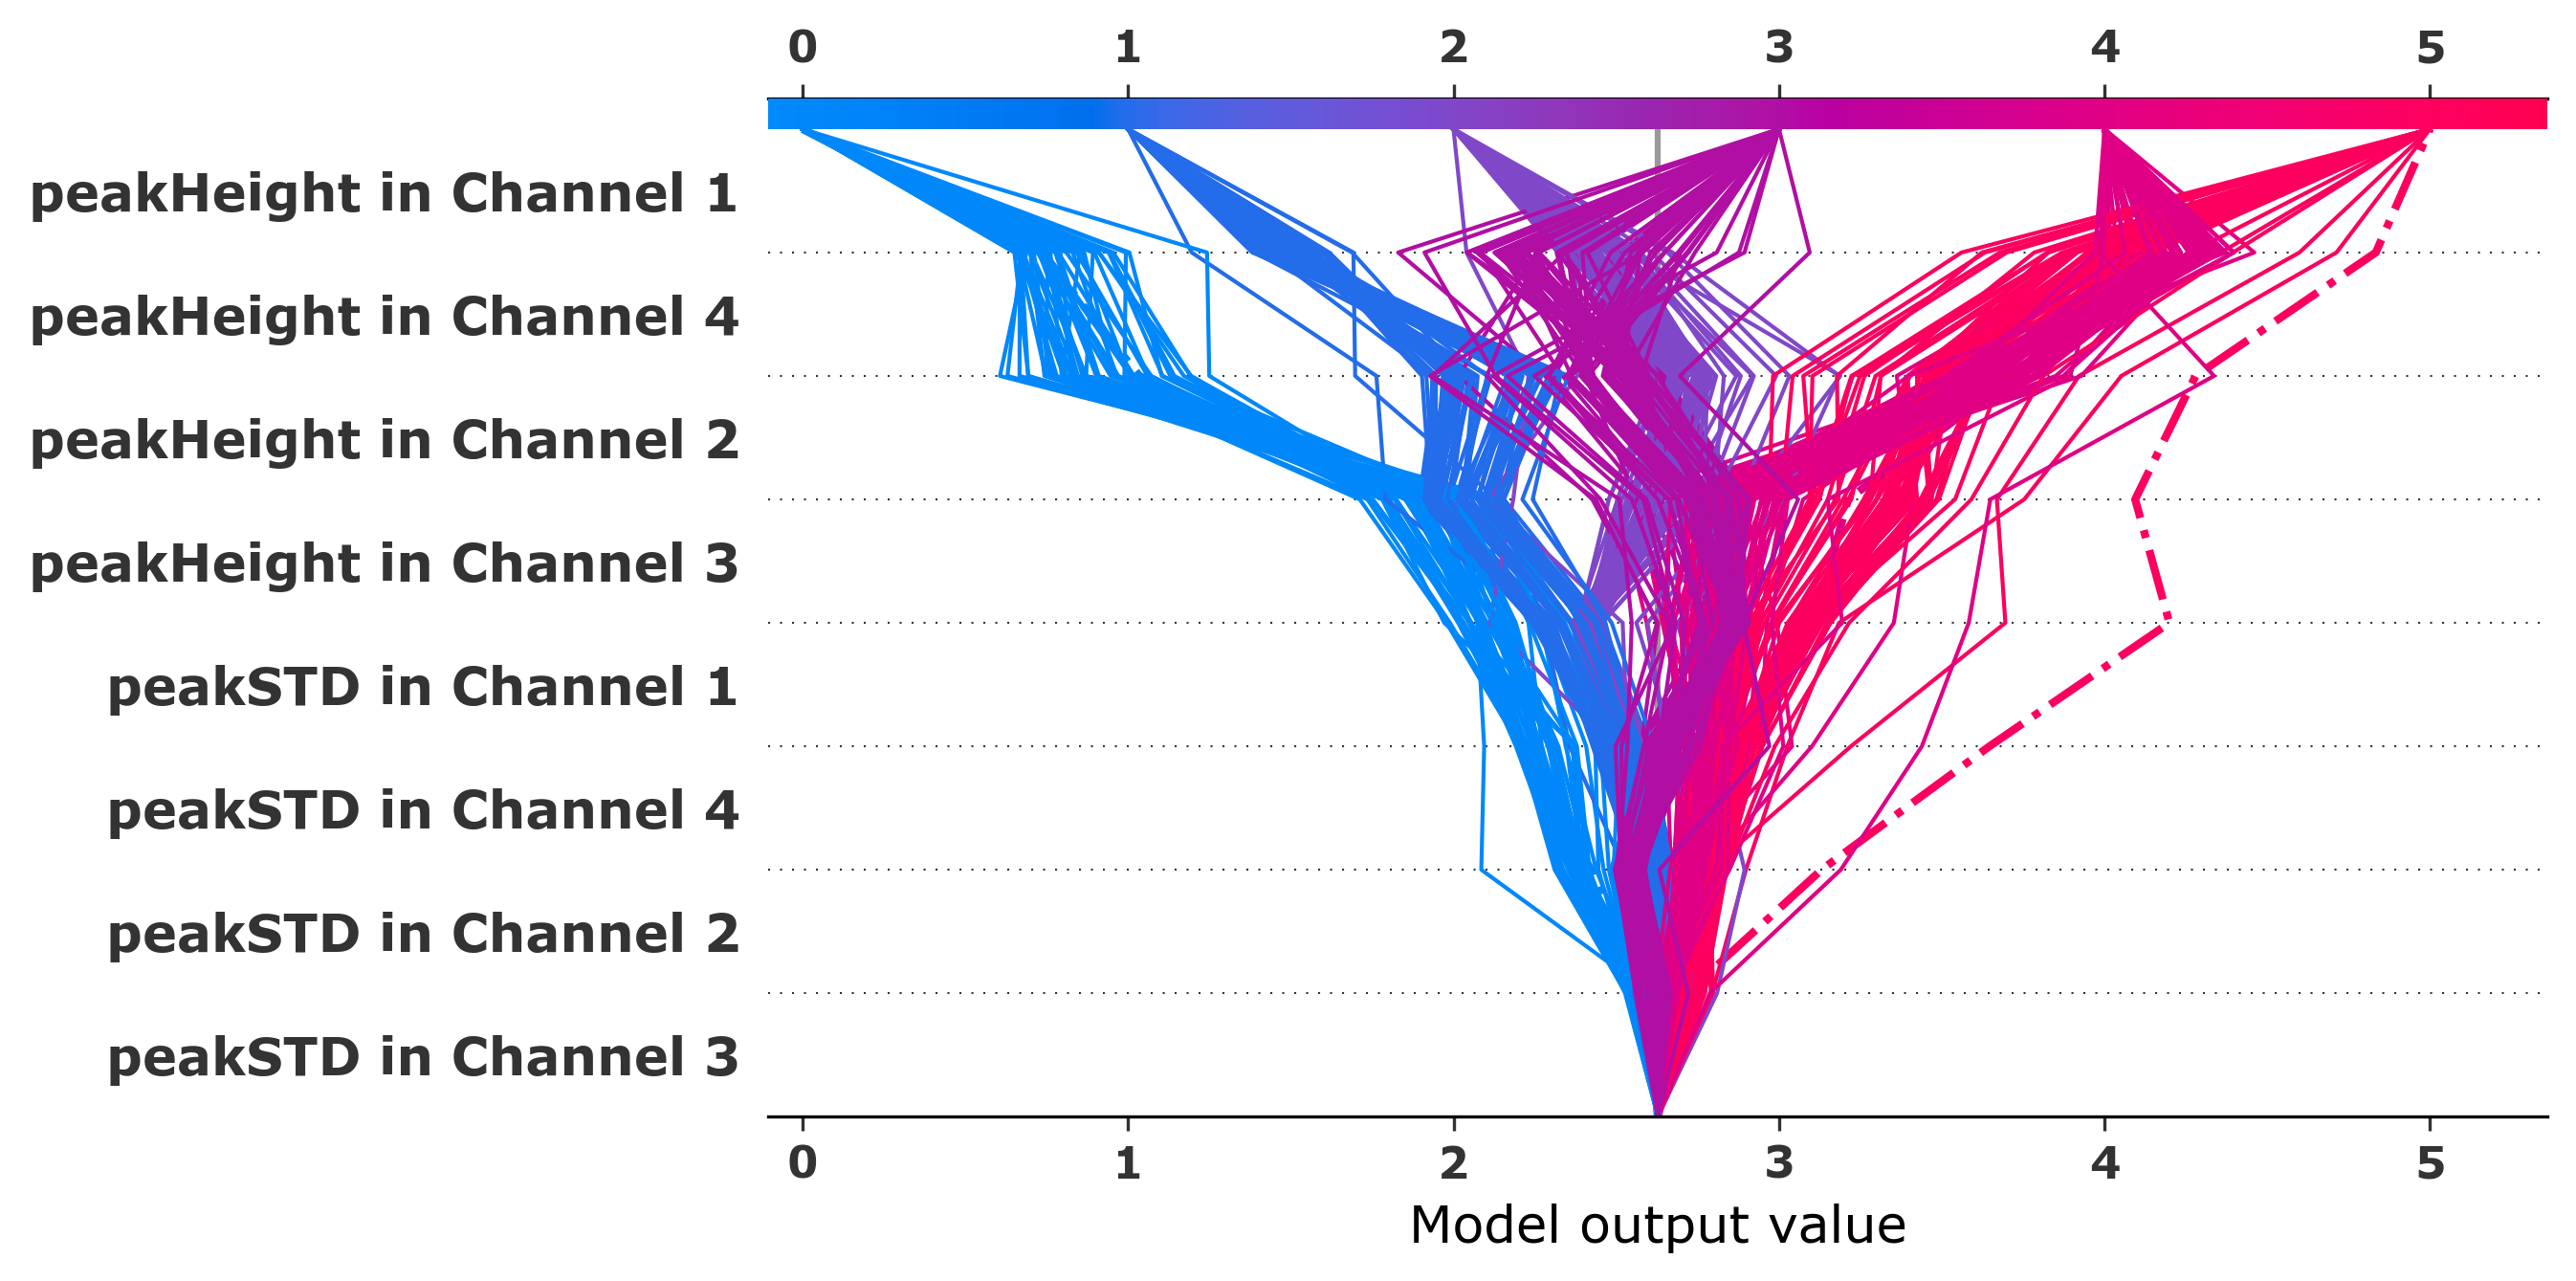 0 1 2 3 4 5
peakHeight in Channel 1
peakHeight in Channel 4
peakHeight in Channel 2
peakHeight in Channel 3
peakSTD in Channel 1
peakSTD in Channel 4
peakSTD in Channel 2
peakSTD in Channel 3
0 1 2 3 4 5
Model output value